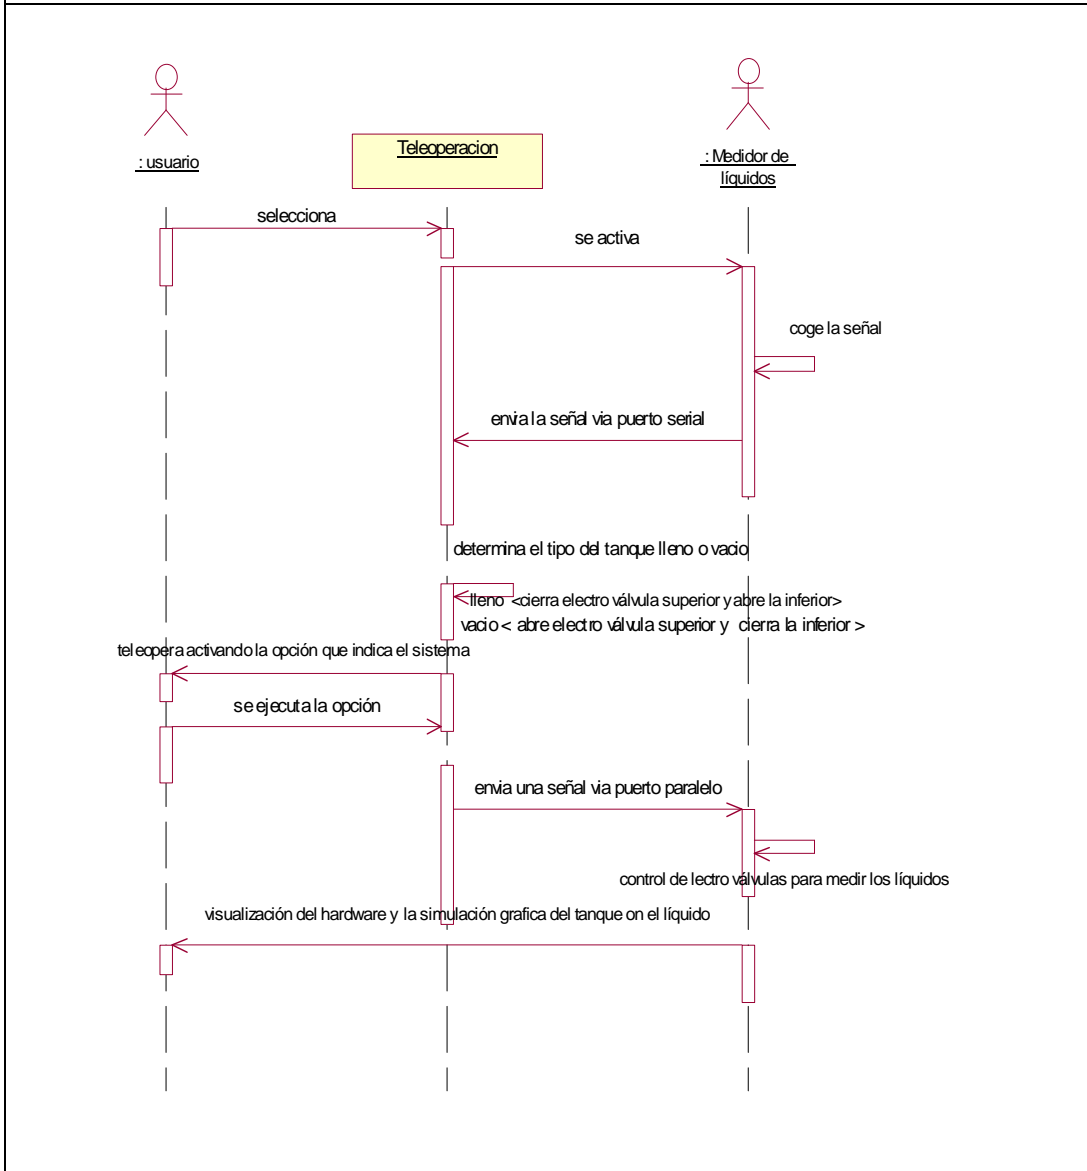 : usuario
Teleoperacion
: Medidor de
líquidos
selecciona
se activa
coge la señal
envia la señal via puerto serial
determina el tipo del tanque lleno o vacio
lleno <cierra electro válvula superior y abre la inferior>
vacio < abre electro válvula superior y cierra la inferior >
teleopera activando la opción que indica el sistema
se ejecuta la opción
envia una señal via puerto paralelo
control de lectro válvulas para medir los líquidos
visualización del hardware y la simulación grafica del tanque on el líquido